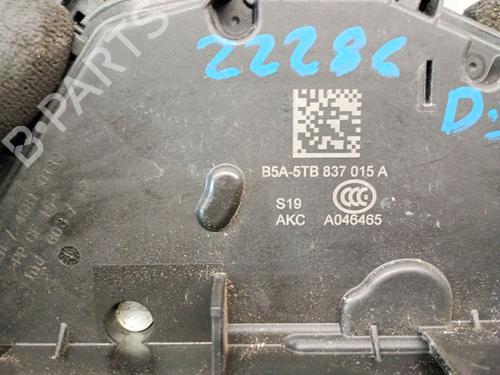 B-PARTS
22286
D:
B5A-5TB 837 015 A
S19
CCC
AKC A046465